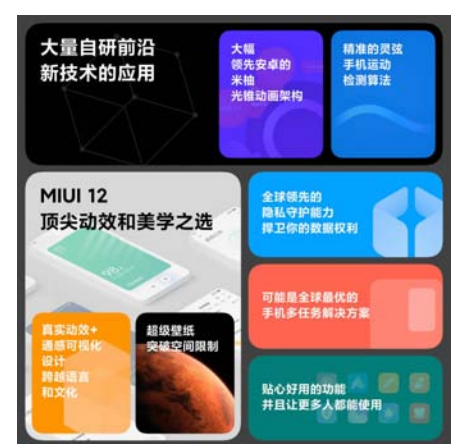 大量自研前沿
新技术的应用
大幅
领先安卓的
米柚
光锥动画架构
精准的灵弦
手机运动
检测算法
MIUI 12
顶尖动效和美学之选
真实动效+
通感可视化
设计
跨越语言
和文化
超级壁纸
突破空间限制
全球领先的
隐私守护能力
捍卫你的数据权利
可能是全球最优的
手机多任务解决方案
贴心好用的功能
并且让更多人都能使用